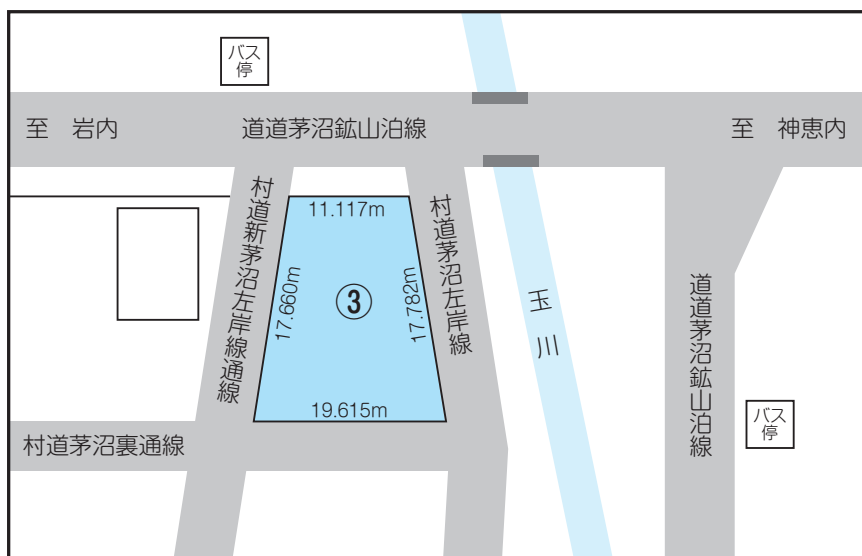 バス
停
至 岩内
道道茅沼鉱山泊線
至 神恵内
村道新茅沼左岸線通線
11.117m
村道茅沼左岸線
17.660m
③
17.782m
玉川
道道茅沼鉱山泊線
19.615m
バス
停
村道茅沼裏通線